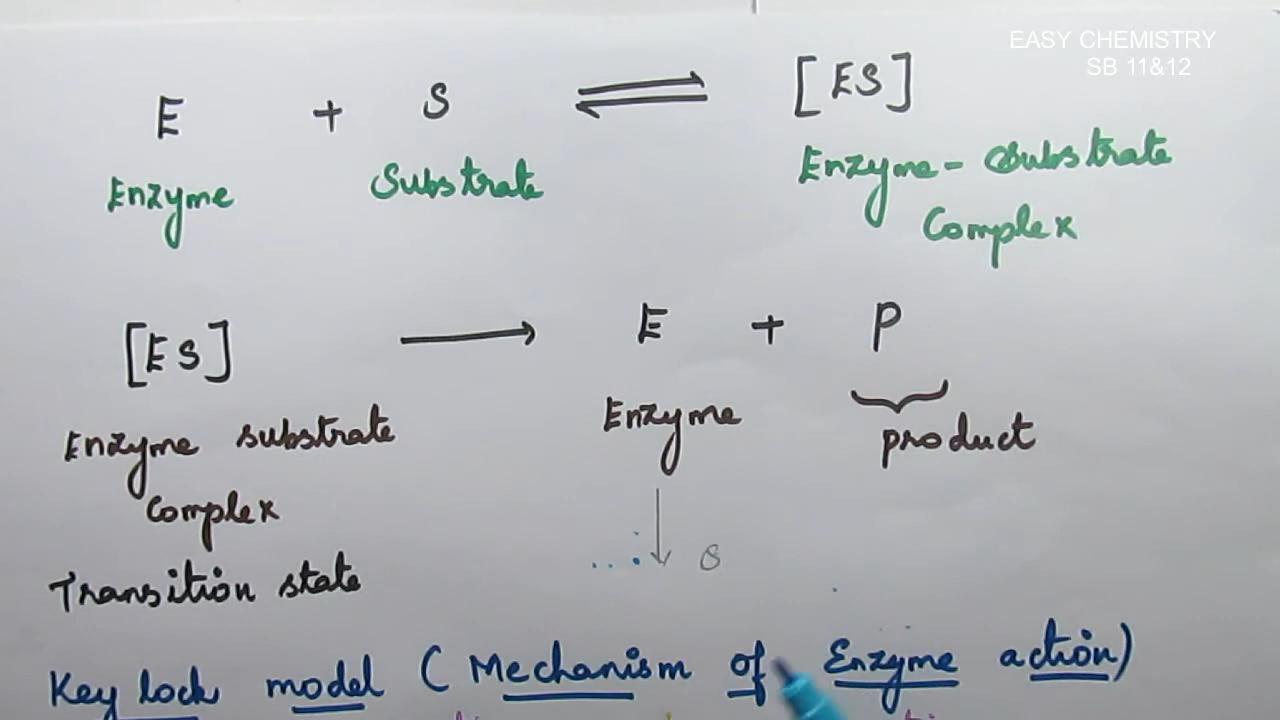 EASY CHEMISTRY
SB 11&12
E + S ⇌ [ES]
Enzyme Substrate Enzyme - Substrate
Complex
[ES] ⟶ E + P
Enzyme substrate Enzyme product
Complex
Transition state
Key lock model (Mechanism of Enzyme action)